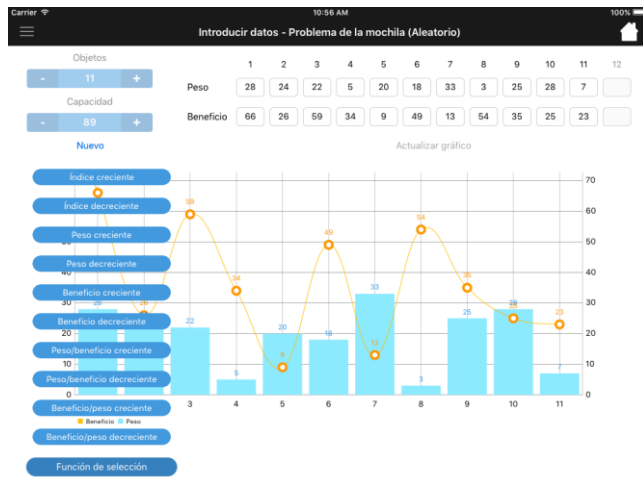 Carrier 10:56 AM 100%
Introducir datos - Problema de la mochila (Aleatorio)
Objetos
- 11 +
Capacidad
- 89 +
Nuevo
1 2 3 4 5 6 7 8 9 10 11 12
Peso 28 24 22 5 20 18 33 3 25 28 7
Beneficio 66 26 59 34 9 49 13 54 35 25 23
Actualizar gráfico
Índice creciente
Índice decreciente
Peso creciente
Peso decreciente
Beneficio creciente
Beneficio decreciente
Peso/beneficio creciente
Peso/beneficio decreciente
Beneficio/peso creciente
Beneficio/peso decreciente
Función de selección
70
60
50
40
30 30
20 20
10 10
0 0
59 34 9 49 13 54 35 25 23
28 22 5 20 18 33 3 25 28 7
3 4 5 6 7 8 9 10 11
Beneficio Peso